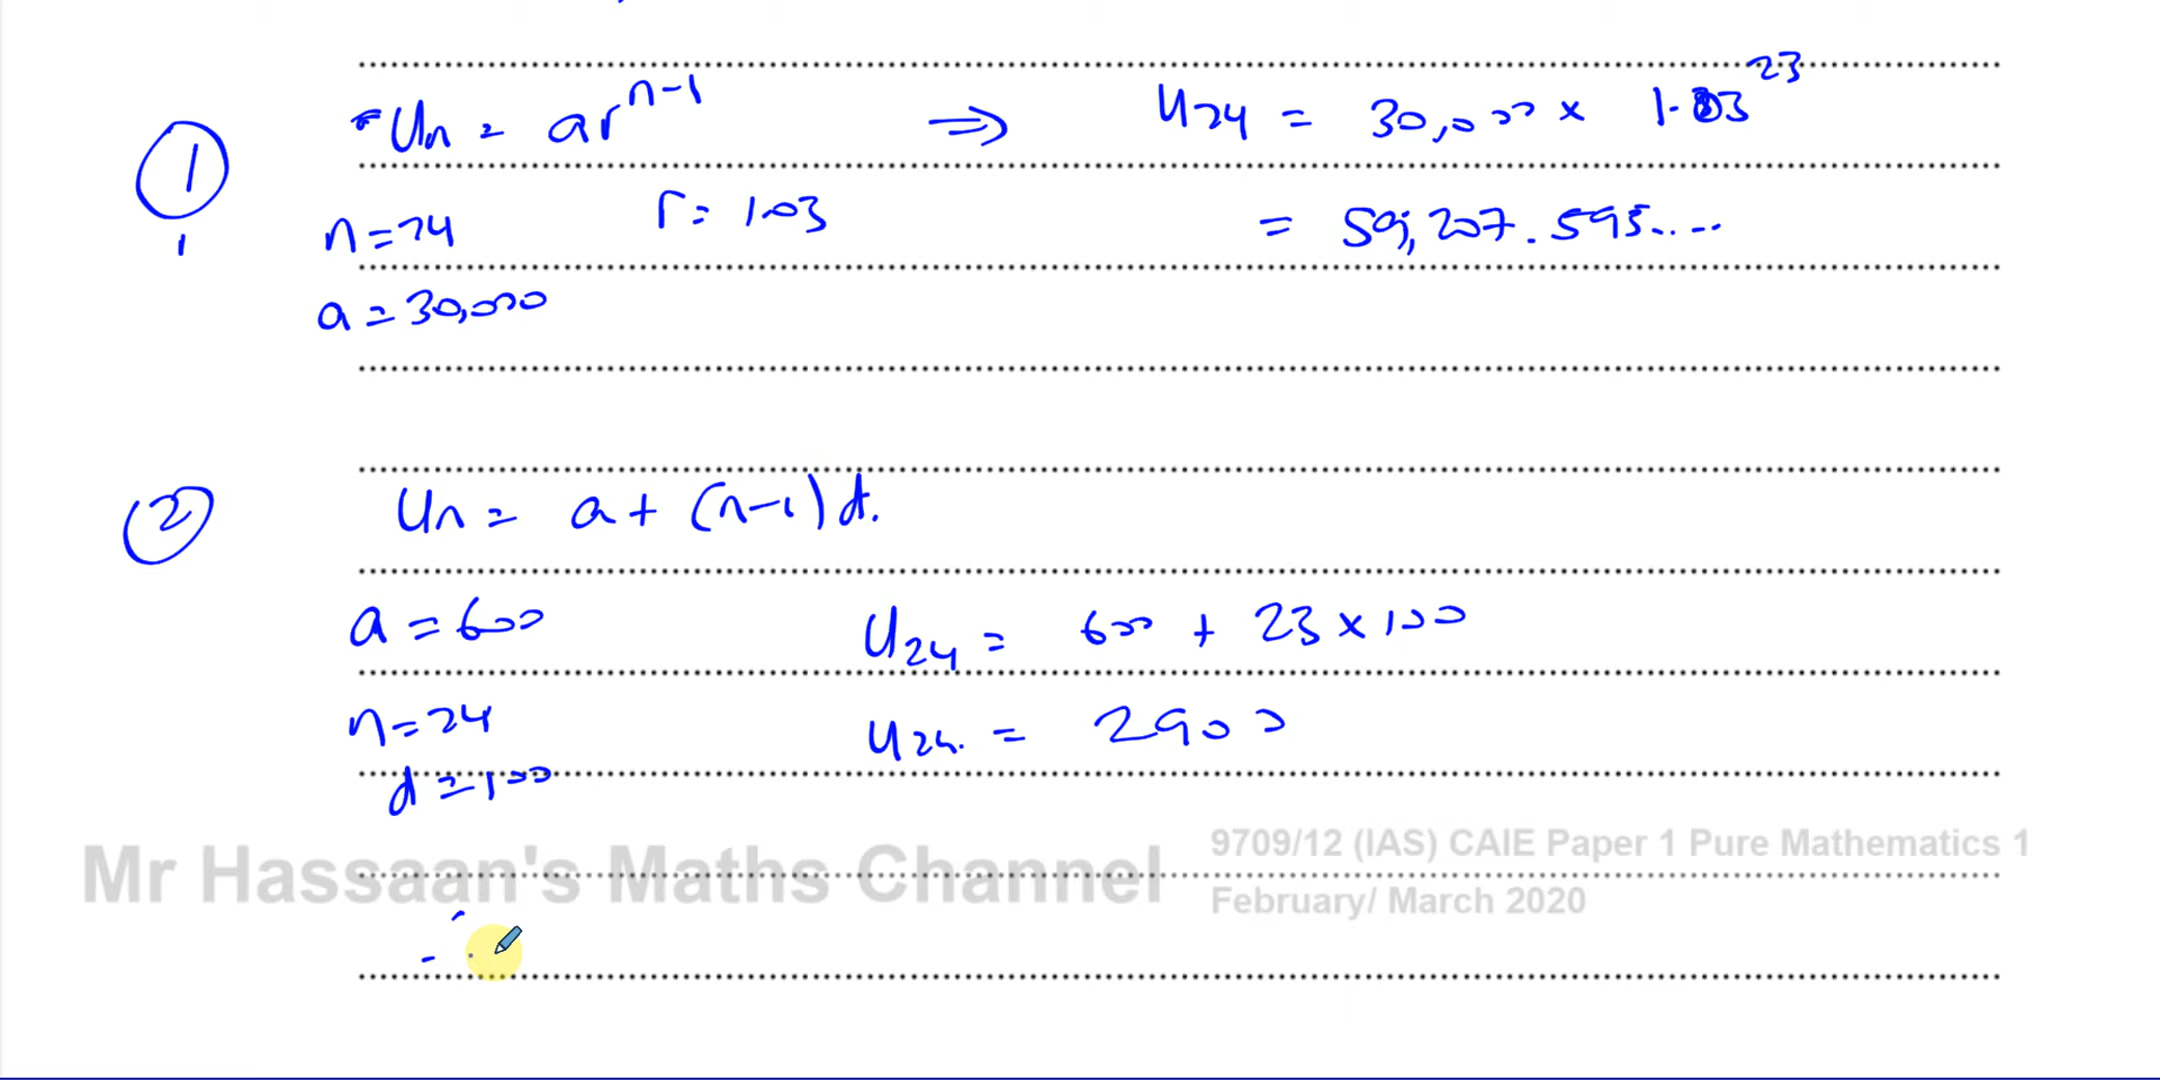 ① Un = ar^(n-1) ⇒ U24 = 30,000 × 1.03^23
n=24 r = 1.03 = 59,207.595....
a=30,000
② Un = a + (n-1)d.
a = 600 U24 = 600 + 23 × 100
n=24 U24. = 2900
d=100
Mr Hassaan's Maths Channel
9709/12 (IAS) CAIE Paper 1 Pure Mathematics 1
February/ March 2020